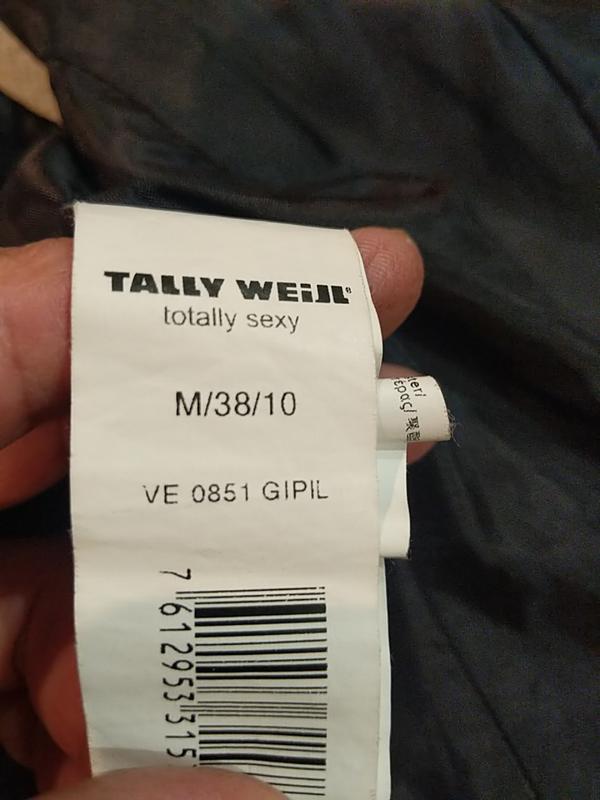 TALLY WEiJL®
totally sexy
M/38/10
VE 0851 GIPIL
7 612953 315